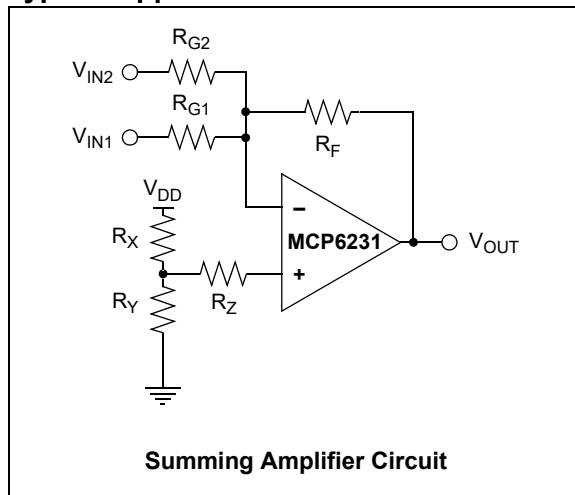 R_G2
V_IN2
R_G1
V_IN1
R_F
V_DD
R_X
–
MCP6231
V_OUT
+
R_Y
R_Z
Summing Amplifier Circuit